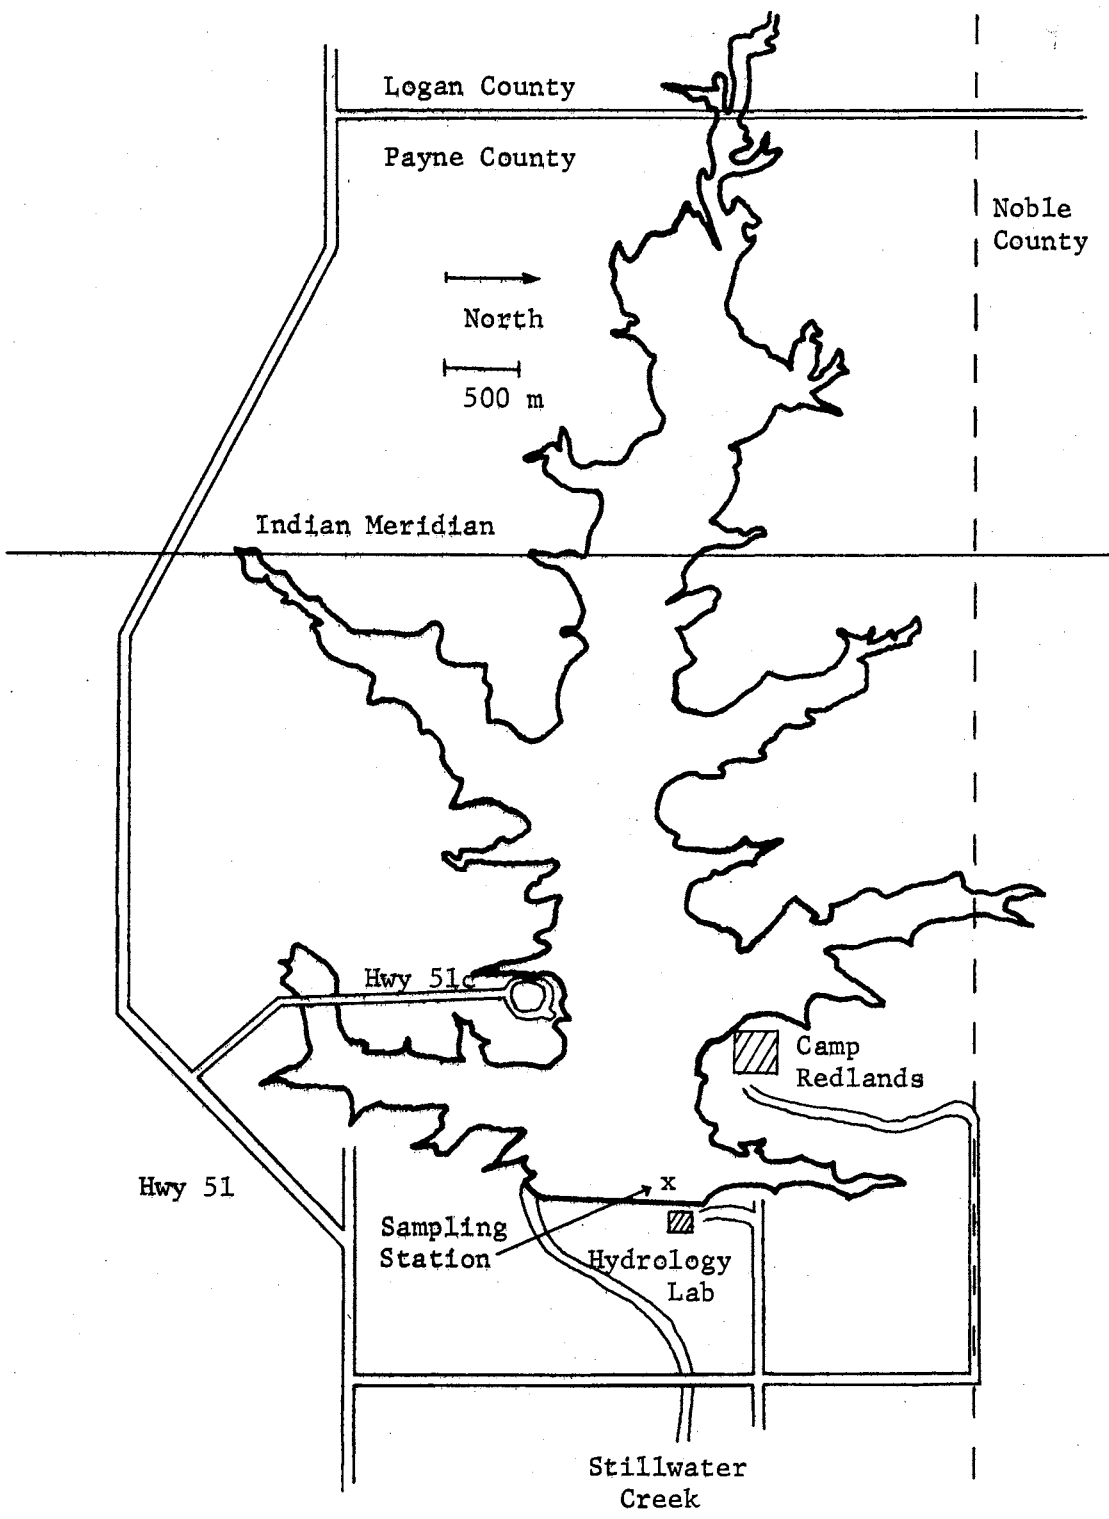 Logan County
Payne County
Noble
County
North
500 m
Indian Meridian
Hwy 51c
Camp
Redlands
Hwy 51
x
Sampling
Station
Hydrology
Lab
Stillwater
Creek